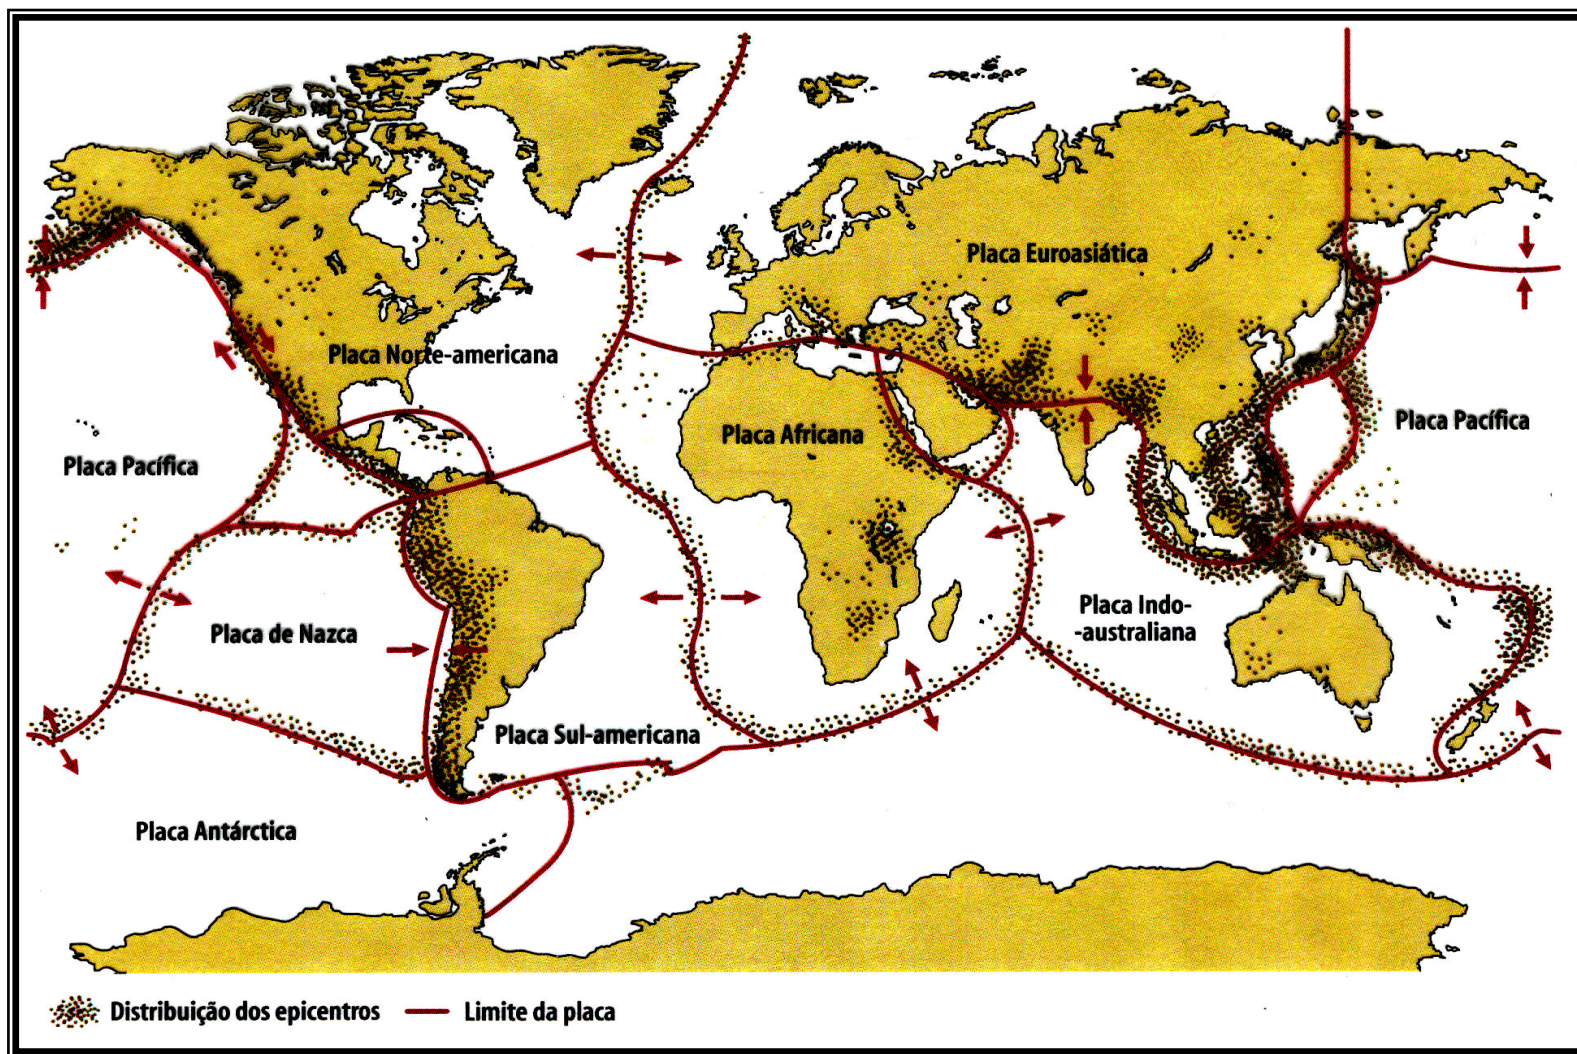 Placa Euroasiática
Placa Norte-americana
Placa Pacífica
Placa Africana
Placa Pacífica
Placa de Nazca
Placa Indo-
-australiana
Placa Sul-americana
Placa Antárctica
Distribuição dos epicentros
Limite da placa